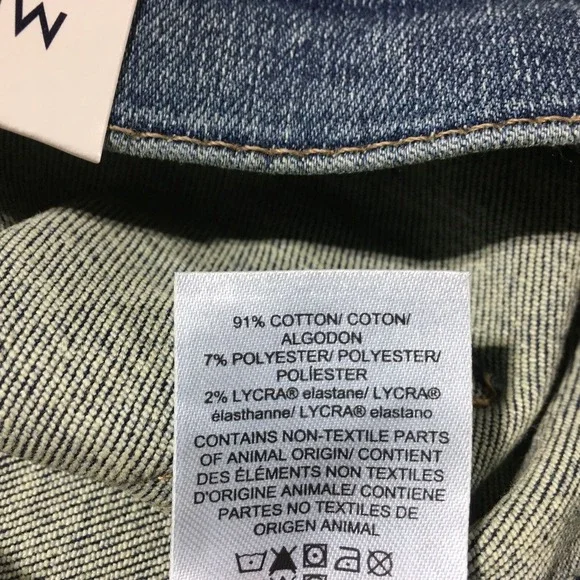 91% COTTON/ COTON/
ALGODON
7% POLYESTER/ POLYESTER/
POLÍESTER
2% LYCRA® elastane/ LYCRA®
élasthanne/ LYCRA® elastano
CONTAINS NON-TEXTILE PARTS
OF ANIMAL ORIGIN/ CONTIENT
DES ÉLÉMENTS NON TEXTILES
D'ORIGINE ANIMALE/ CONTIENE
PARTES NO TEXTILES DE
ORIGEN ANIMAL